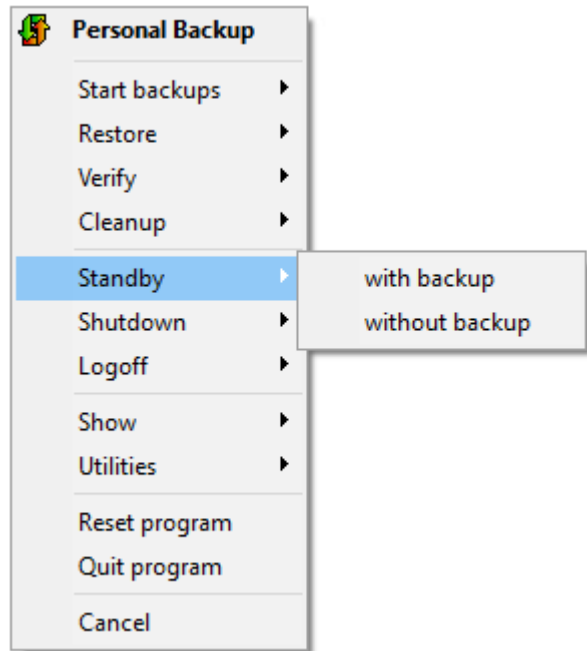 Personal Backup
Start backups
Restore
Verify
Cleanup
Standby
with backup
without backup
Shutdown
Logoff
Show
Utilities
Reset program
Quit program
Cancel